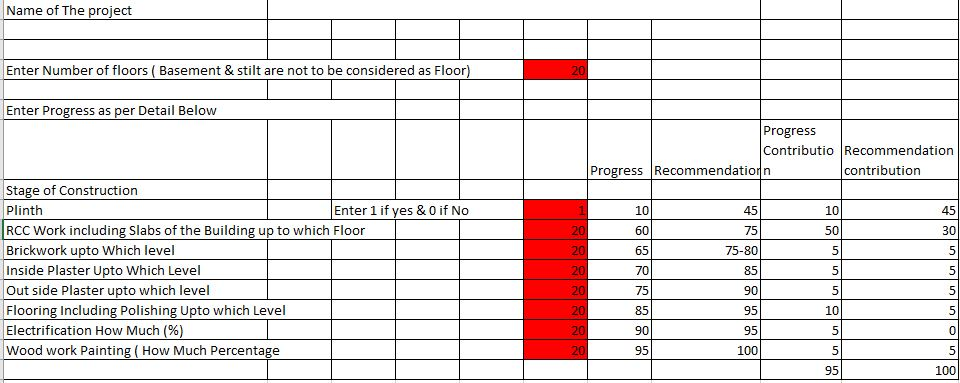 Name of The project
Enter Number of floors ( Basement & stilt are not to be considered as Floor) 20
Enter Progress as per Detail Below
Progress Recommendation Progress Contributio n Recommendation contribution
Stage of Construction
Plinth Enter 1 if yes & 0 if No 1 10 45 10 45
RCC Work including Slabs of the Building up to which Floor 20 60 75 50 30
Brickwork upto Which level 20 65 75-80 5 5
Inside Plaster Upto Which Level 20 70 85 5 5
Out side Plaster upto which level 20 75 90 5 5
Flooring Including Polishing Upto which Level 20 85 95 10 5
Electrification How Much (%) 20 90 95 5 0
Wood work Painting ( How Much Percentage 20 95 100 5 5
95 100